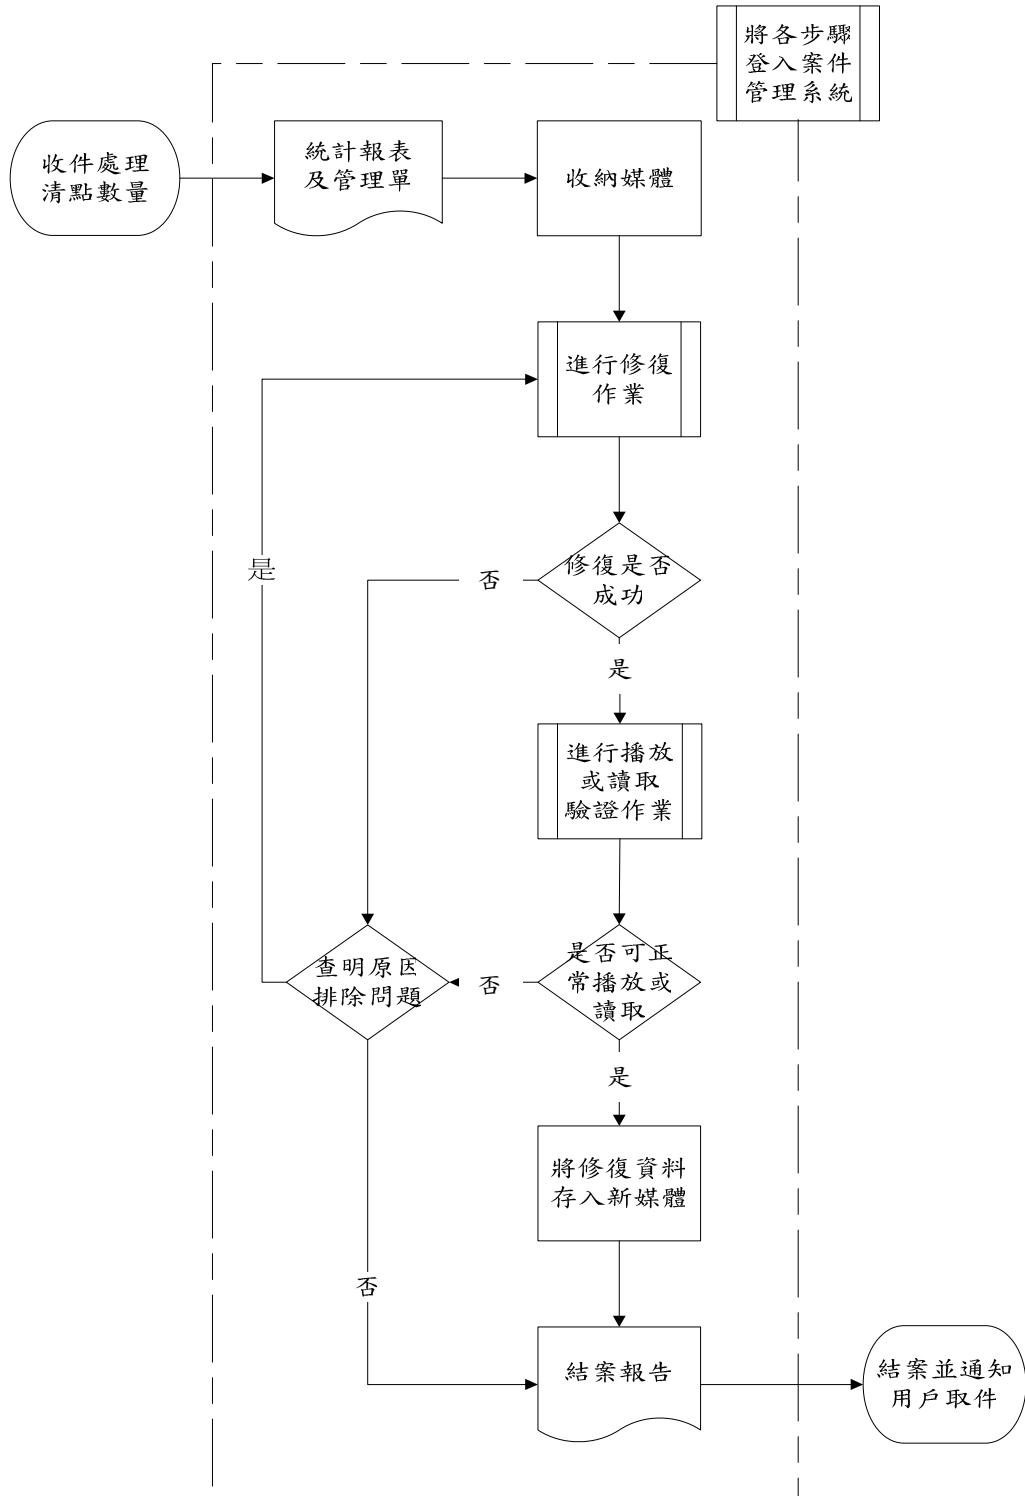 將各步驟
登入案件
管理系統
收件處理
清點數量
統計報表
及管理單
收納媒體
進行修復
作業
修復是否
成功
否
是
是
進行播放
或讀取
驗證作業
是否可正
常播放或
讀取
否
查明原因
排除問題
是
將修復資料
存入新媒體
否
結案報告
結案並通知
用戶取件